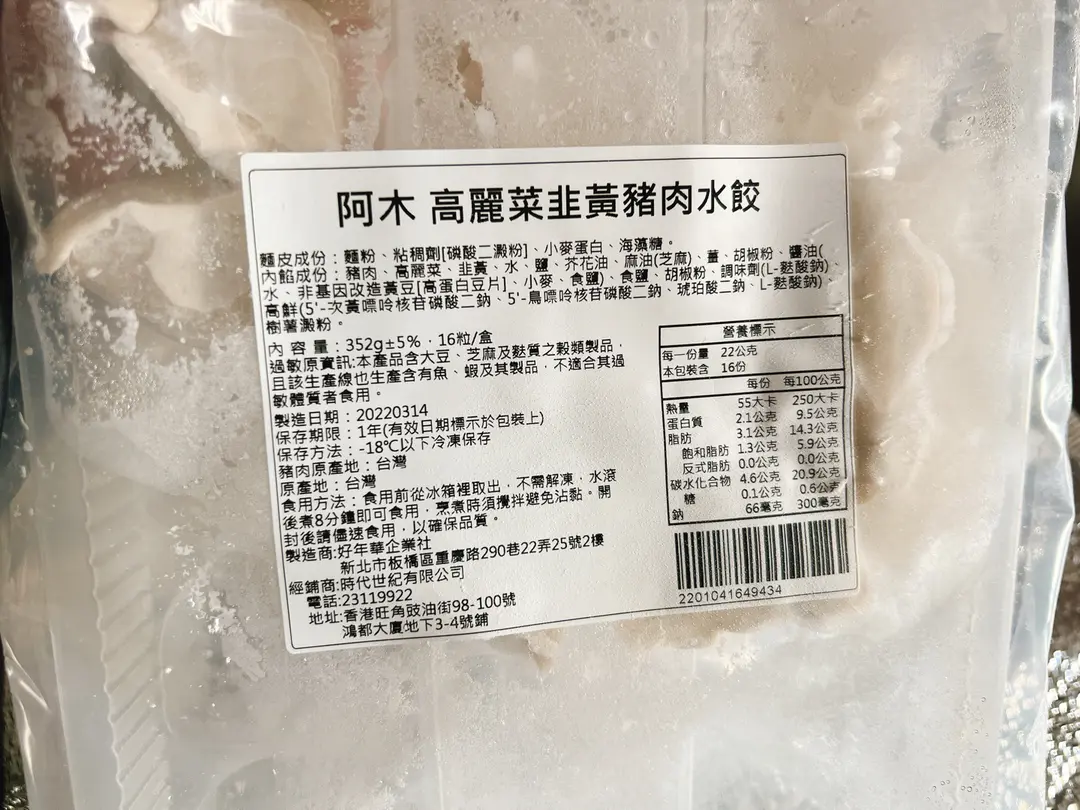 阿木 高麗菜韭黃豬肉水餃
麵皮成份：麵粉、粘稠劑[磷酸二澱粉]、小麥蛋白、海藻糖。
內餡成份：豬肉、高麗菜、韭黃、水、鹽、芥花油、麻油(芝麻)、薑、胡椒粉、醬油(
水、非基因改造黃豆[高蛋白豆片]、小麥、食鹽)、食鹽、胡椒粉、調味劑(L-麩酸鈉)、
高鮮(5'-次黃嘌呤核苷磷酸二鈉、5'-鳥嘌呤核苷磷酸二鈉、琥珀酸二鈉、L-麩酸鈉)、
樹薯澱粉。
內 容 量：352g±5%，16粒/盒
過敏原資訊:本產品含大豆、芝麻及麩質之穀類製品，
且該生產線也生產含有魚、蝦及其製品，不適合其過
敏體質者食用。
製造日期：20220314
保存期限：1年(有效日期標示於包裝上)
保存方法：-18℃以下冷凍保存
豬肉原產地：台灣
原產地：台灣
食用方法：食用前從冰箱裡取出，不需解凍，水滾
後煮8分鐘即可食用，烹煮時須攪拌避免沾黏。開
封後請儘速食用，以確保品質。
製造商:好年華企業社
新北市板橋區重慶路290巷22弄25號2樓
經銷商:時代世紀有限公司
電話:23119922
地址:香港旺角豉油街98-100號
鴻都大廈地下3-4號鋪
營養標示
每一份量 22公克
本包裝含 16份
每份 每100公克
熱量 55大卡 250大卡
蛋白質 2.1公克 9.5公克
脂肪 3.1公克 14.3公克
飽和脂肪 1.3公克 5.9公克
反式脂肪 0.0公克 0.0公克
碳水化合物 4.6公克 20.9公克
糖 0.1公克 0.6公克
鈉 66毫克 300毫克
2201041649434